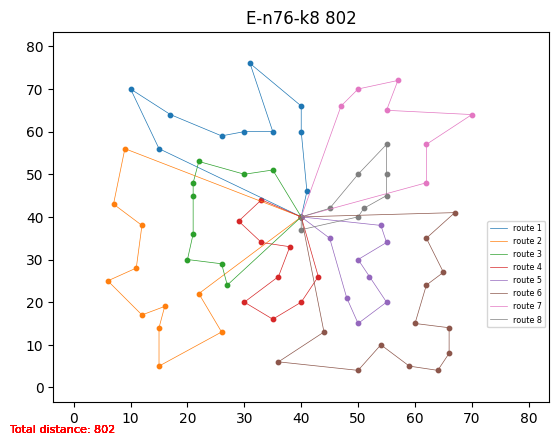 E-n76-k8 802
80
70
60
50
40
30
20
10
0
route 1
route 2
route 3
route 4
route 5
route 6
route 7
route 8
0 10 20 30 40 50 60 70 80
Total distance: 802